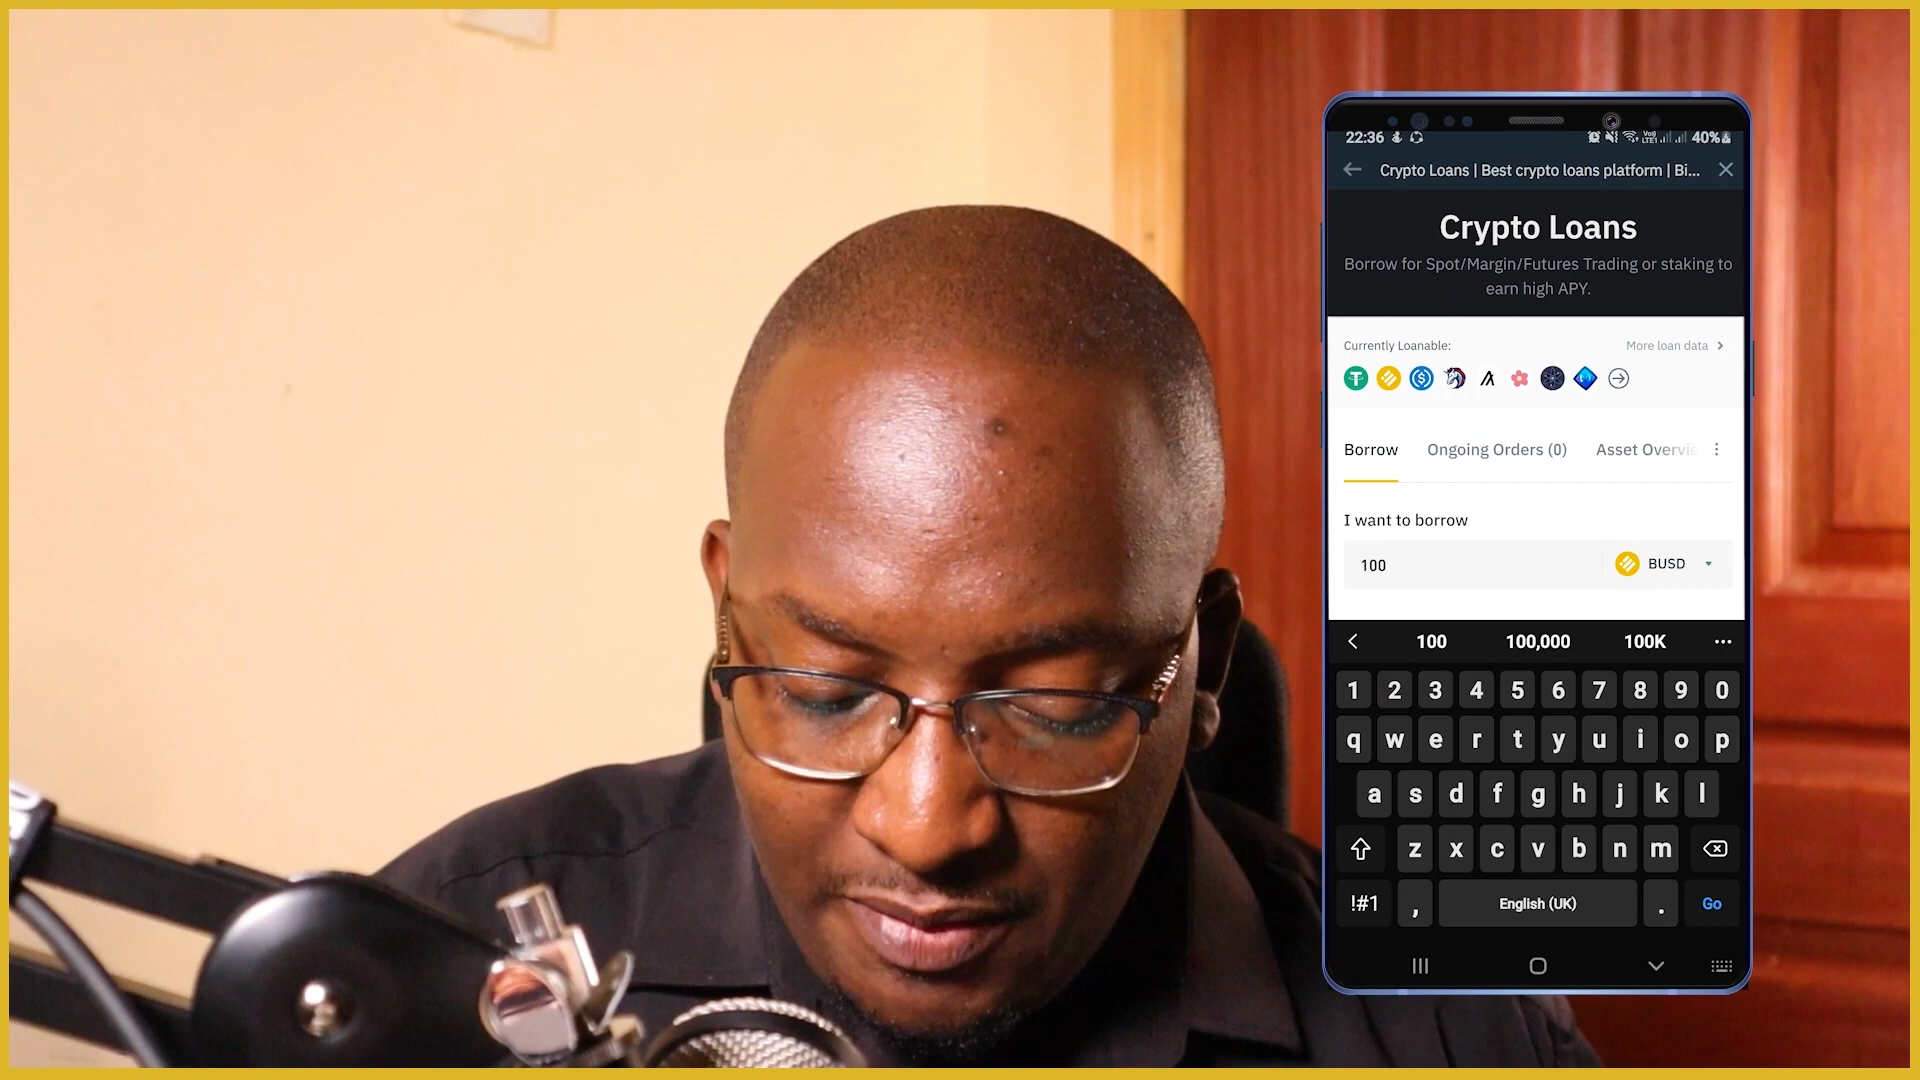 22:36 40%
Crypto Loans | Best crypto loans platform | Bi...
Crypto Loans
Borrow for Spot/Margin/Futures Trading or staking to
earn high APY.
Currently Loanable: More loan data
Borrow Ongoing Orders (0) Asset Overvie
I want to borrow
100 BUSD
100 100,000 100K
1 2 3 4 5 6 7 8 9 0
q w e r t y u i o p
a s d f g h j k l
z x c v b n m
!#1 , English (UK) . Go